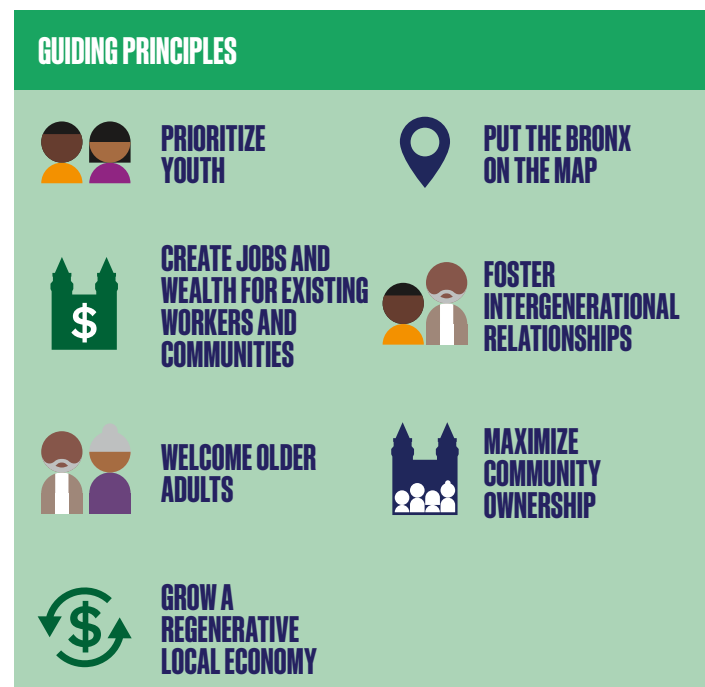 GUIDING PRINCIPLES
PRIORITIZE
YOUTH
PUT THE BRONX
ON THE MAP
CREATE JOBS AND
WEALTH FOR EXISTING
WORKERS AND
COMMUNITIES
$
FOSTER
INTERGENERATIONAL
RELATIONSHIPS
WELCOME OLDER
ADULTS
MAXIMIZE
COMMUNITY
OWNERSHIP
$
GROW A
REGENERATIVE
LOCAL ECONOMY